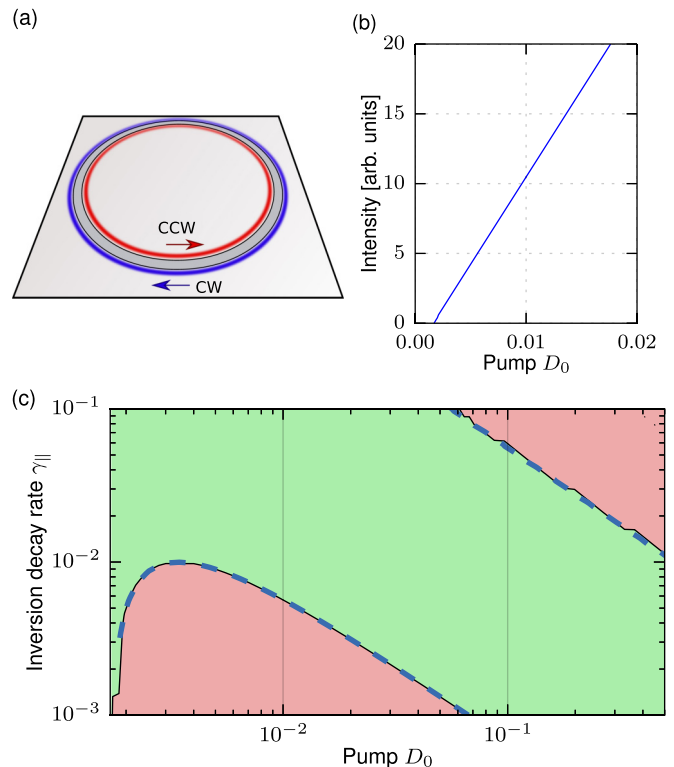 (a)
CCW
CW
(b)
20
15
10
5
0
0.00 0.01 0.02
Intensity [arb. units]
Pump D₀
(c)
10⁻¹
10⁻²
10⁻³
10⁻² 10⁻¹
Inversion decay rate γ∥
Pump D₀